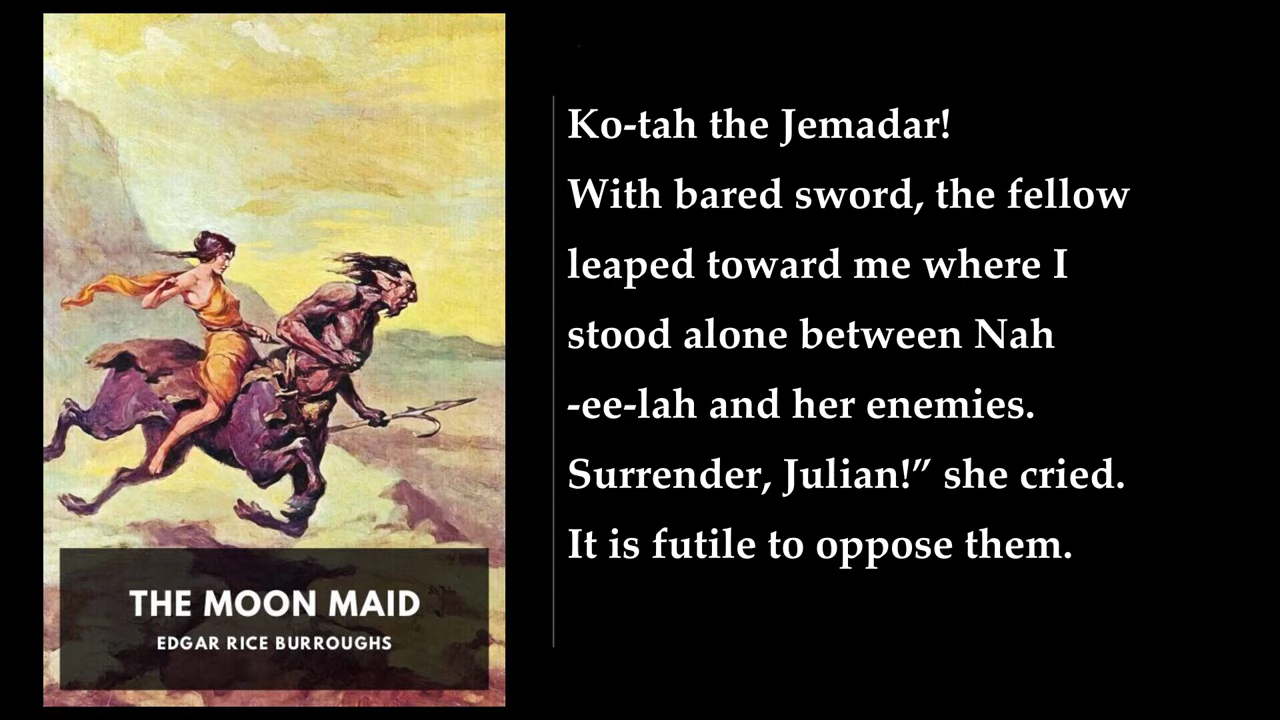 THE MOON MAID
EDGAR RICE BURROUGHS
Ko-tah the Jemadar!
With bared sword, the fellow
leaped toward me where I
stood alone between Nah
-ee-lah and her enemies.
Surrender, Julian!” she cried.
It is futile to oppose them.